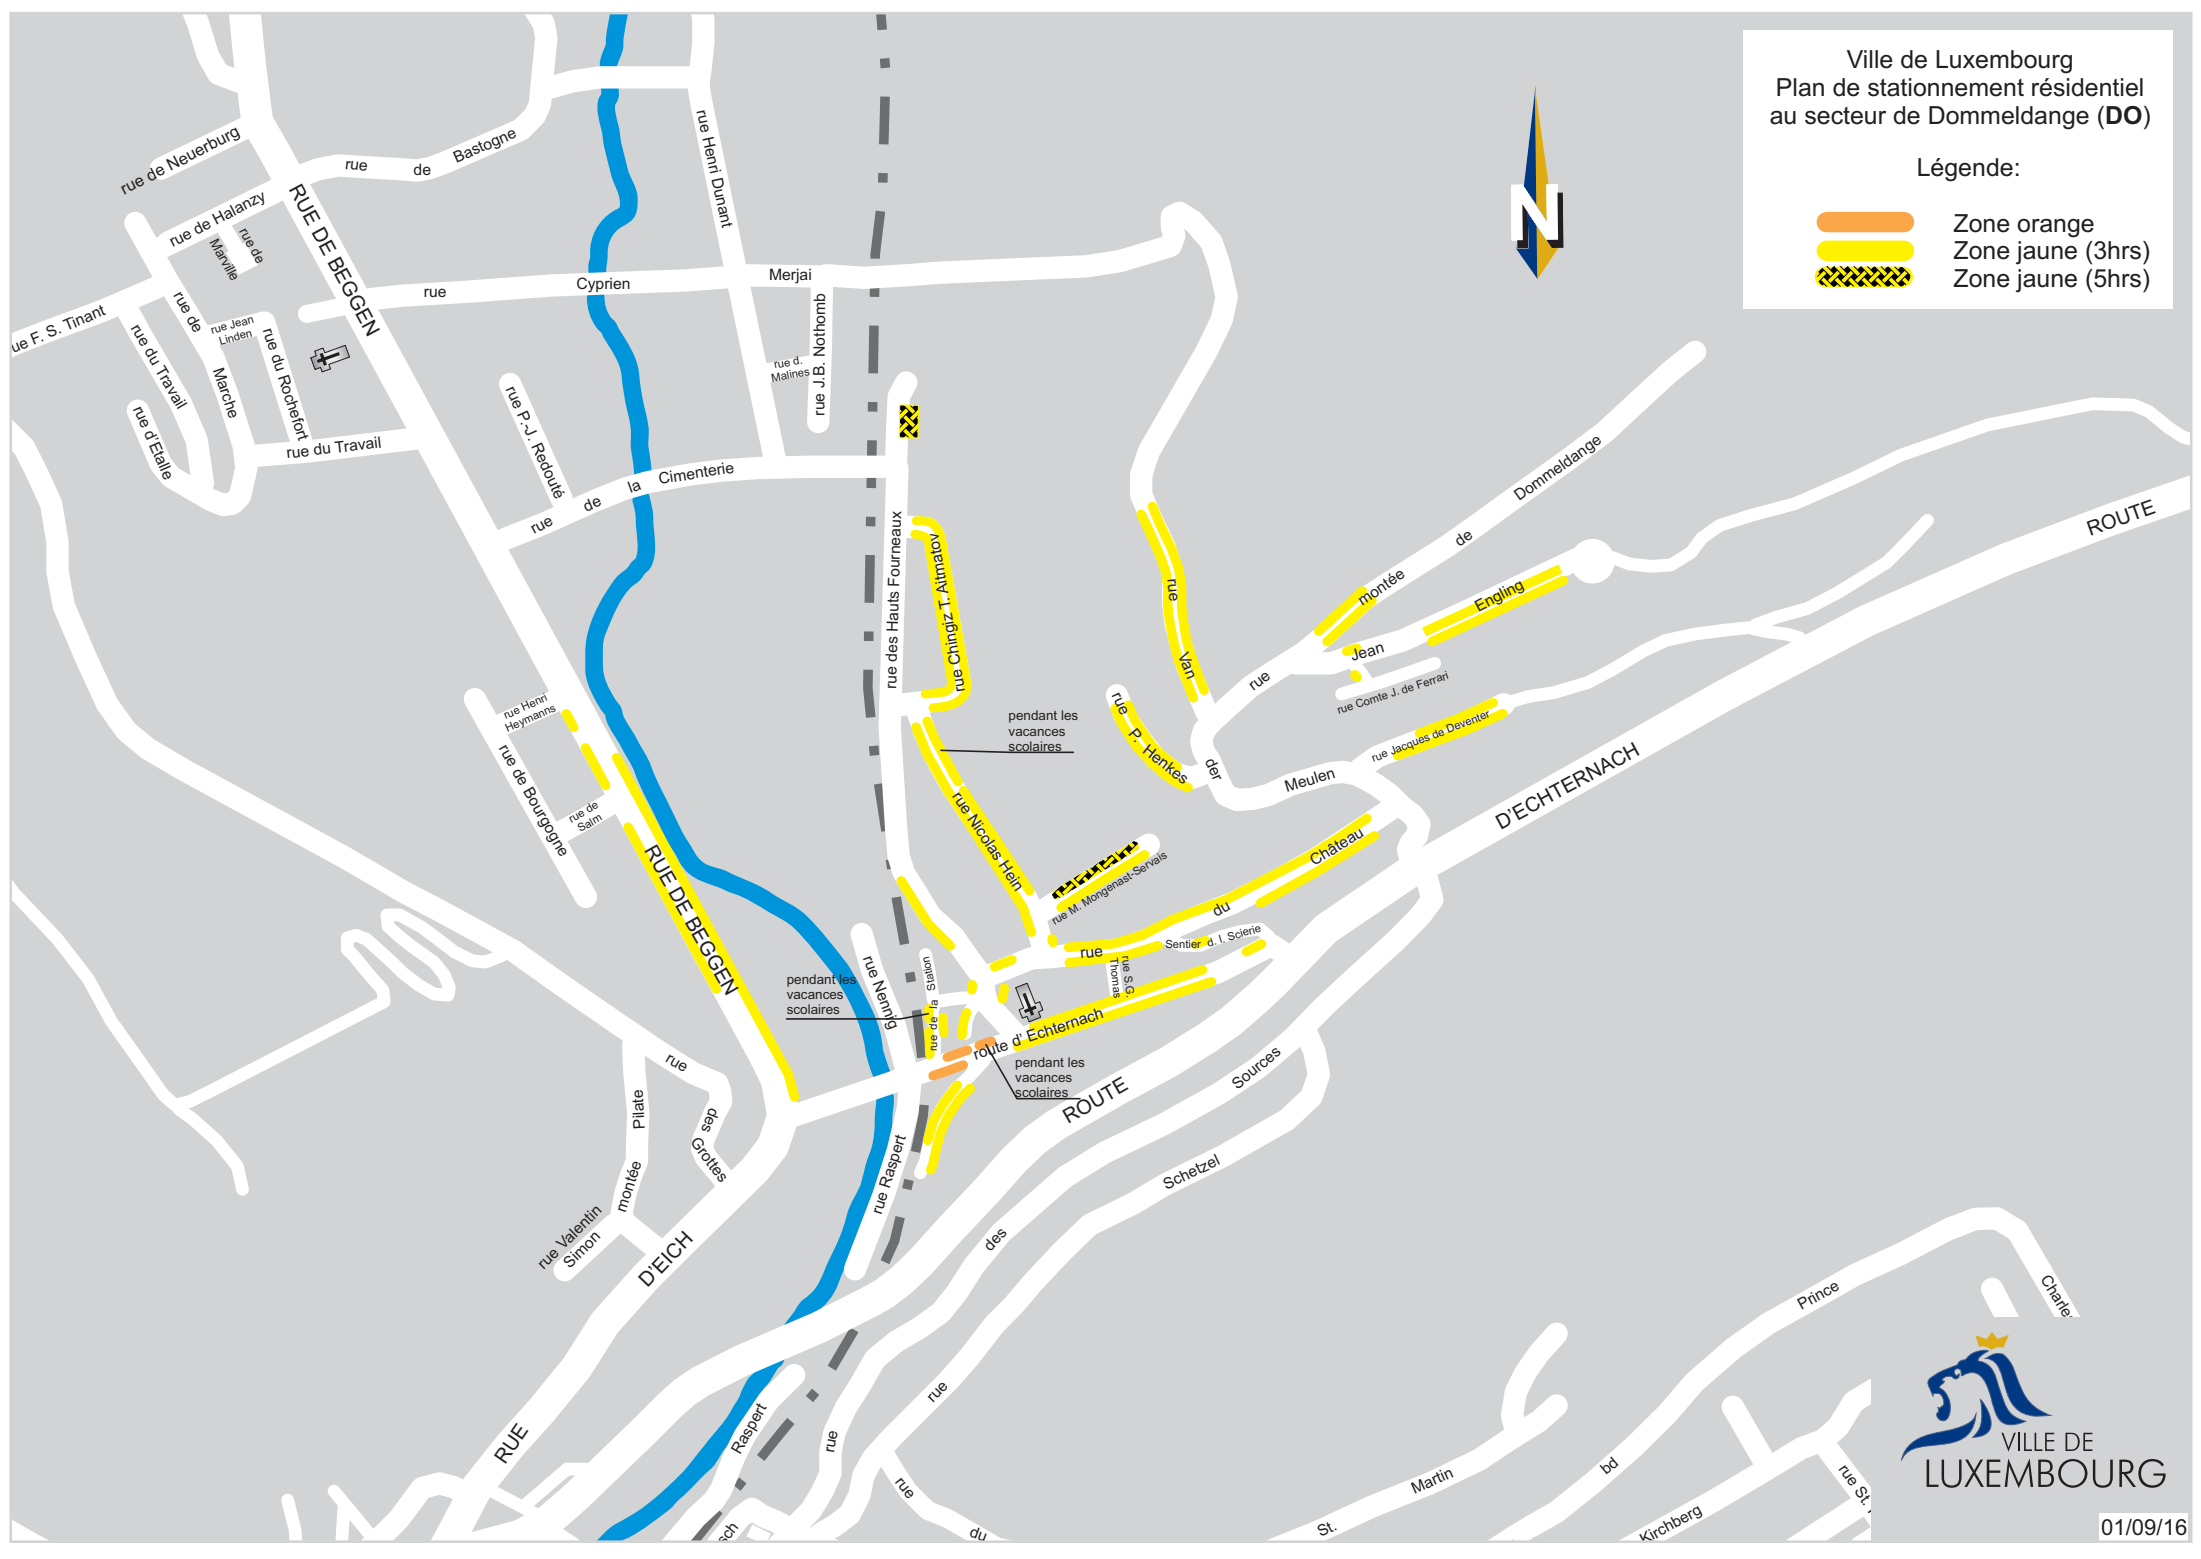 Ville de Luxembourg
Plan de stationnement résidentiel
au secteur de Dommeldange (DO)
Légende:
Zone orange
Zone jaune (3hrs)
Zone jaune (5hrs)
N
rue de Neuerburg
rue de Bastogne
rue de Halanzy
rue de
Marville
RUE DE BEGGEN
rue Henri Dunant
rue Cyprien Merjai
rue F. S. Tinant
rue de Marche
rue Jean
Linden
rue du Rochefort
rue du Travail
rue d'Etalle
rue du Travail
rue P.-J. Redouté
rue d.
Malines
rue J.B. Nothomb
rue de la Cimenterie
rue des Hauts Fourneaux
rue Chingiz T. Aitmatov
rue Van der Meulen
montée de Dommeldange
rue Jean Engling
rue Comte J. de Ferrari
rue Jacques de Deventer
rue P. Henkes
ROUTE D'ECHTERNACH
ROUTE
rue Henri
Heymanns
rue de Bourgogne
rue de
Salm
RUE DE BEGGEN
pendant les
vacances
scolaires
rue Nicolas Hein
rue M. Mongenast-Servais
rue du Château
Sentier d. l. Scierie
rue S.G.
Thomas
rue Nennig
rue de la Station
pendant les
vacances
scolaires
route d' Echternach
pendant les
vacances
scolaires
rue des Grottes
montée Pilate
rue Valentin
Simon
RUE D'EICH
rue Raspert
Raspert
rue des Sources
rue Schetzel
rue du
sch
St. Martin
bd Prince Charle
Kirchberg
rue St.
VILLE DE
LUXEMBOURG
01/09/16